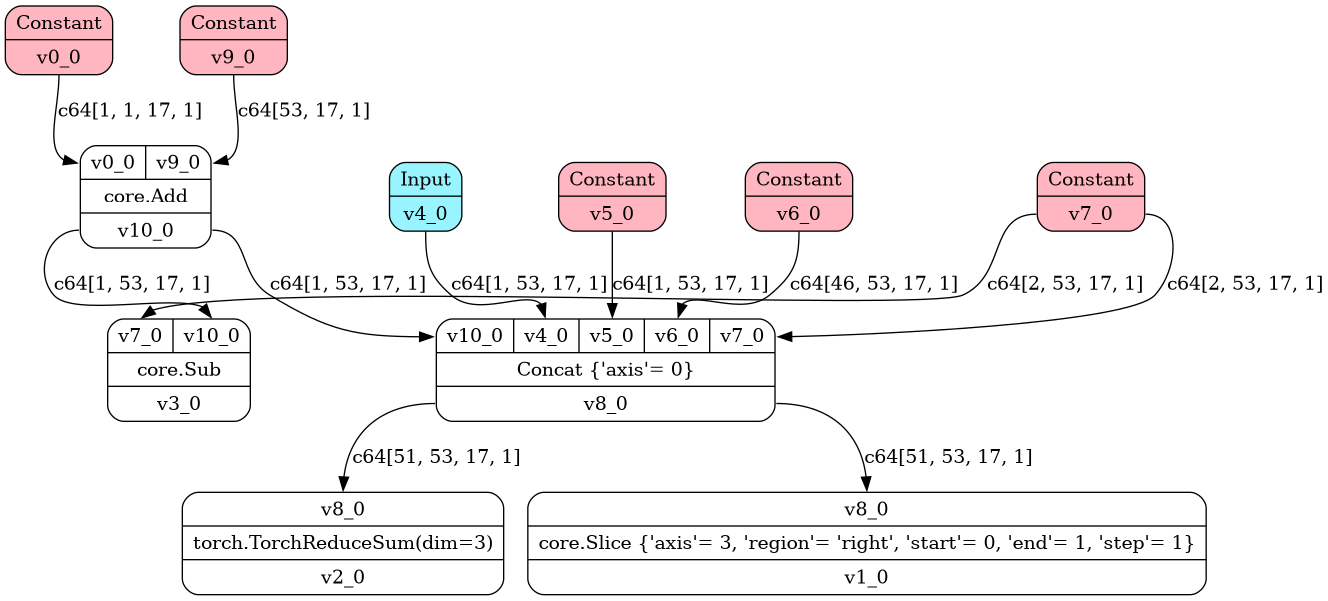 Constant
v0_0
Constant
v9_0
c64[1, 1, 17, 1]
c64[53, 17, 1]
v0_0
v9_0
core.Add
v10_0
Input
v4_0
Constant
v5_0
Constant
v6_0
Constant
v7_0
c64[1, 53, 17, 1]
c64[1, 53, 17, 1]
c64[1, 53, 17, 1]
c64[1, 53, 17, 1]
c64[46, 53, 17, 1]
c64[2, 53, 17, 1]
c64[2, 53, 17, 1]
v7_0
v10_0
core.Sub
v3_0
v10_0
v4_0
v5_0
v6_0
v7_0
Concat {'axis'= 0}
v8_0
c64[51, 53, 17, 1]
c64[51, 53, 17, 1]
v8_0
torch.TorchReduceSum(dim=3)
v2_0
v8_0
core.Slice {'axis'= 3, 'region'= 'right', 'start'= 0, 'end'= 1, 'step'= 1}
v1_0